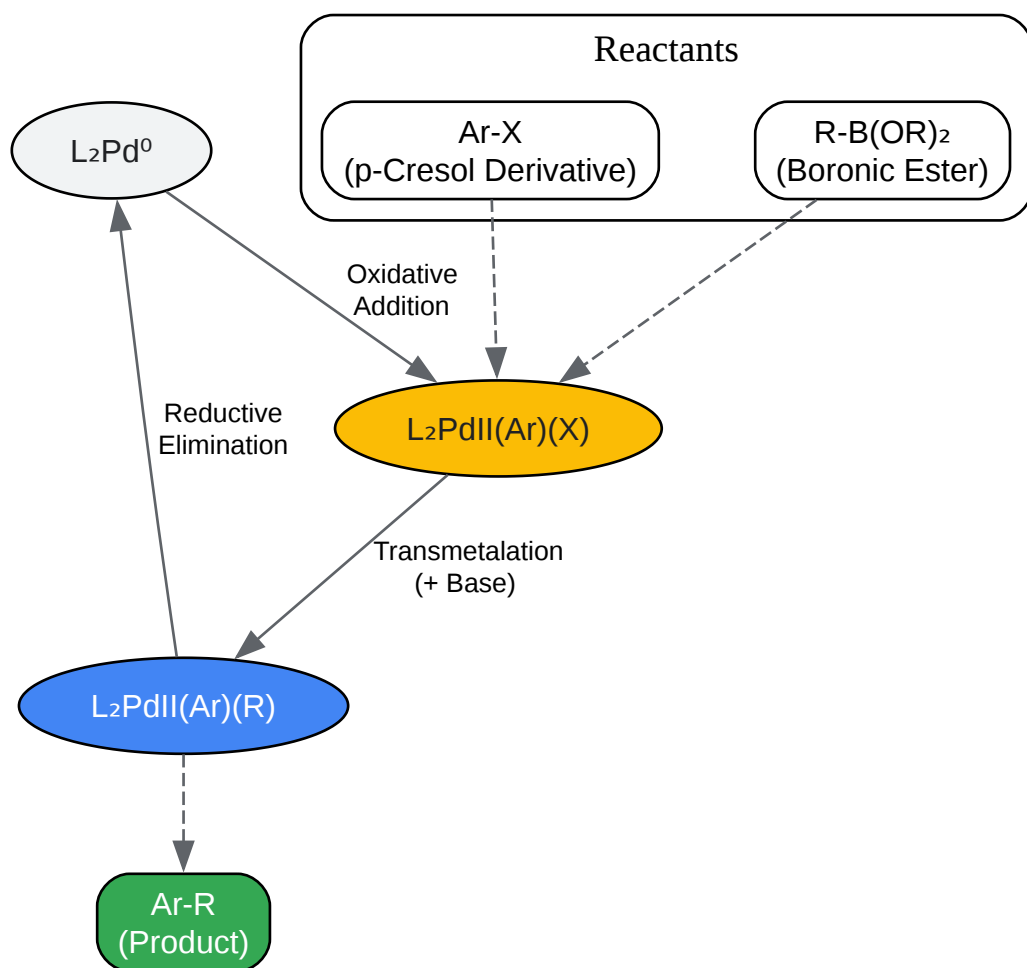 Reactants
Ar-X
(p-Cresol Derivative)
R-B(OR)₂
(Boronic Ester)
L₂Pd⁰
Oxidative
Addition
L₂PdII(Ar)(X)
Reductive
Elimination
Transmetalation
(+ Base)
L₂PdII(Ar)(R)
Ar-R
(Product)